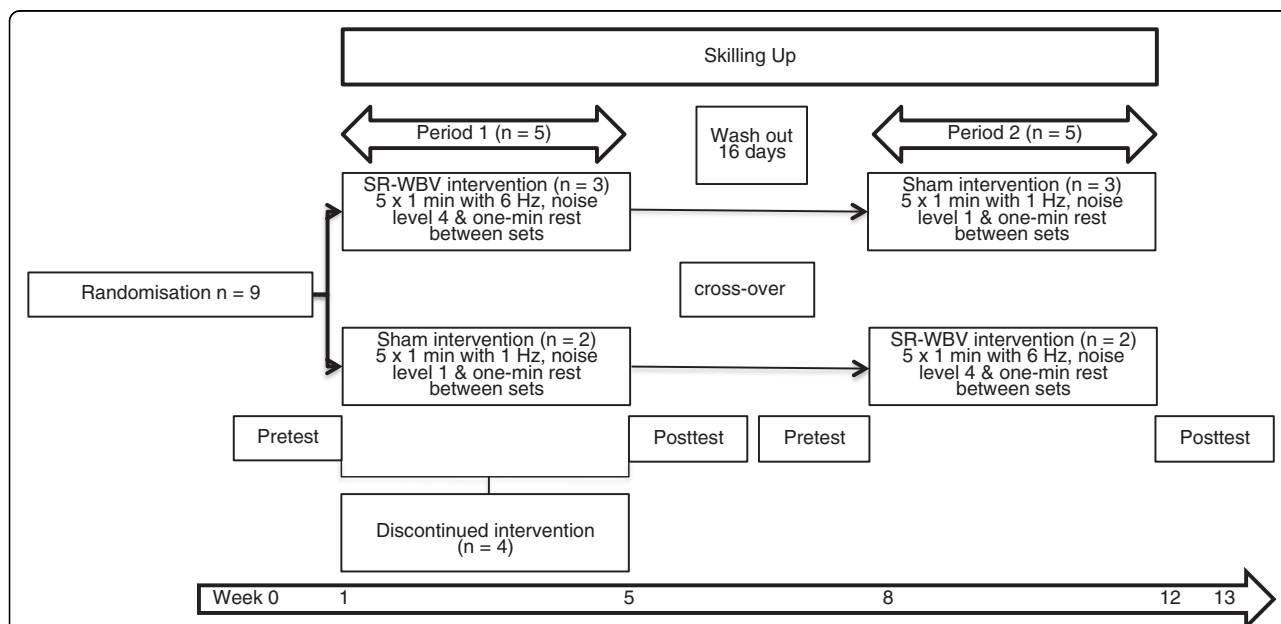 Skilling Up
Period 1 (n = 5)
Wash out
16 days
Period 2 (n = 5)
SR-WBV intervention (n = 3)
5 x 1 min with 6 Hz, noise
level 4 & one-min rest
between sets
Sham intervention (n = 3)
5 x 1 min with 1 Hz, noise
level 1 & one-min rest
between sets
Randomisation n = 9
cross-over
Sham intervention (n = 2)
5 x 1 min with 1 Hz, noise
level 1 & one-min rest
between sets
SR-WBV intervention (n = 2)
5 x 1 min with 6 Hz, noise
level 4 & one-min rest
between sets
Pretest
Posttest
Pretest
Posttest
Discontinued intervention
(n = 4)
Week 0 1 5 8 12 13